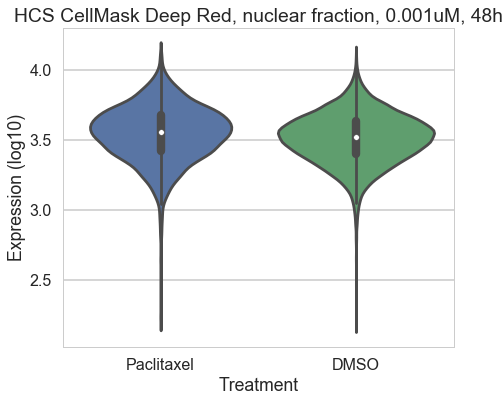 HCS CellMask Deep Red, nuclear fraction, 0.001uM, 48h
4.0
3.5
3.0
2.5
Expression (log10)
Paclitaxel
DMSO
Treatment